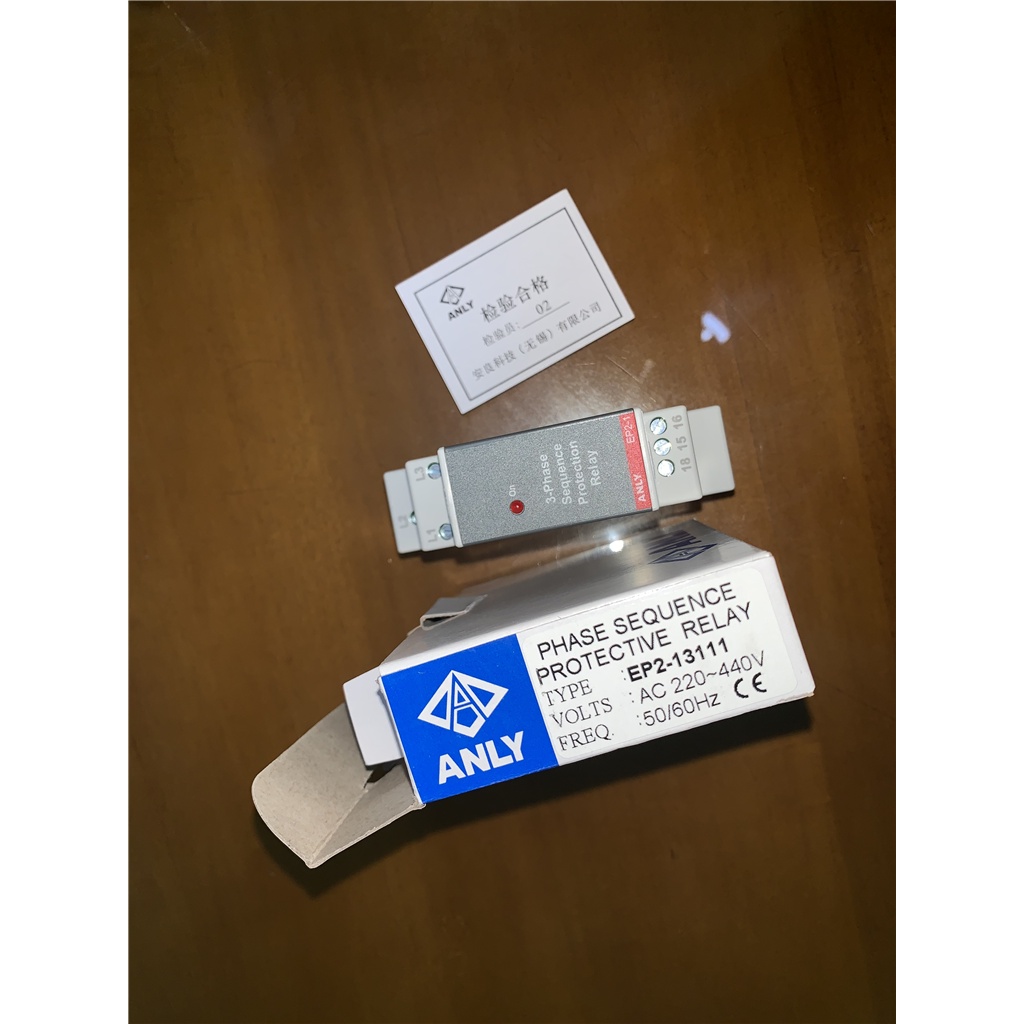 ANLY
检验合格
检验员: 02
安良科技（无锡）有限公司
L3
L2
L1
On
3-Phase
Sequence
Protection
Relay
ANLY EP2-1
18 15 16
ANLY
PHASE SEQUENCE
PROTECTIVE RELAY
TYPE :EP2-13111
VOLTS :AC 220~440V
FREQ. :50/60Hz CE
ANLY